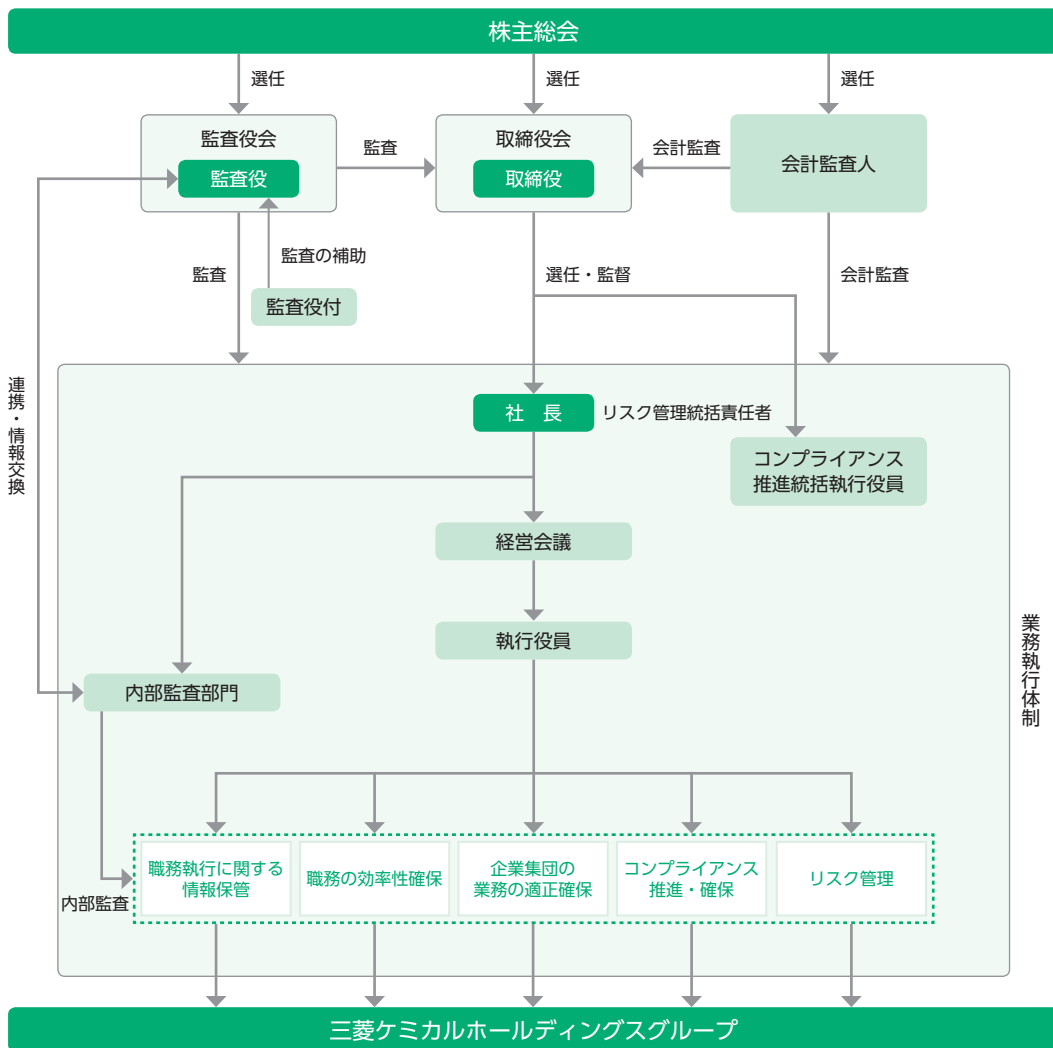 株主総会
選任
選任
選任
監査役会
監査役
監査
取締役会
取締役
会計監査
会計監査人
監査の補助
監査
監査役付
選任・監督
会計監査
連携・情報交換
社　長
リスク管理統括責任者
コンプライアンス
推進統括執行役員
経営会議
執行役員
業務執行体制
内部監査部門
内部監査
職務執行に関する
情報保管
職務の効率性確保
企業集団の
業務の適正確保
コンプライアンス
推進・確保
リスク管理
三菱ケミカルホールディングスグループ